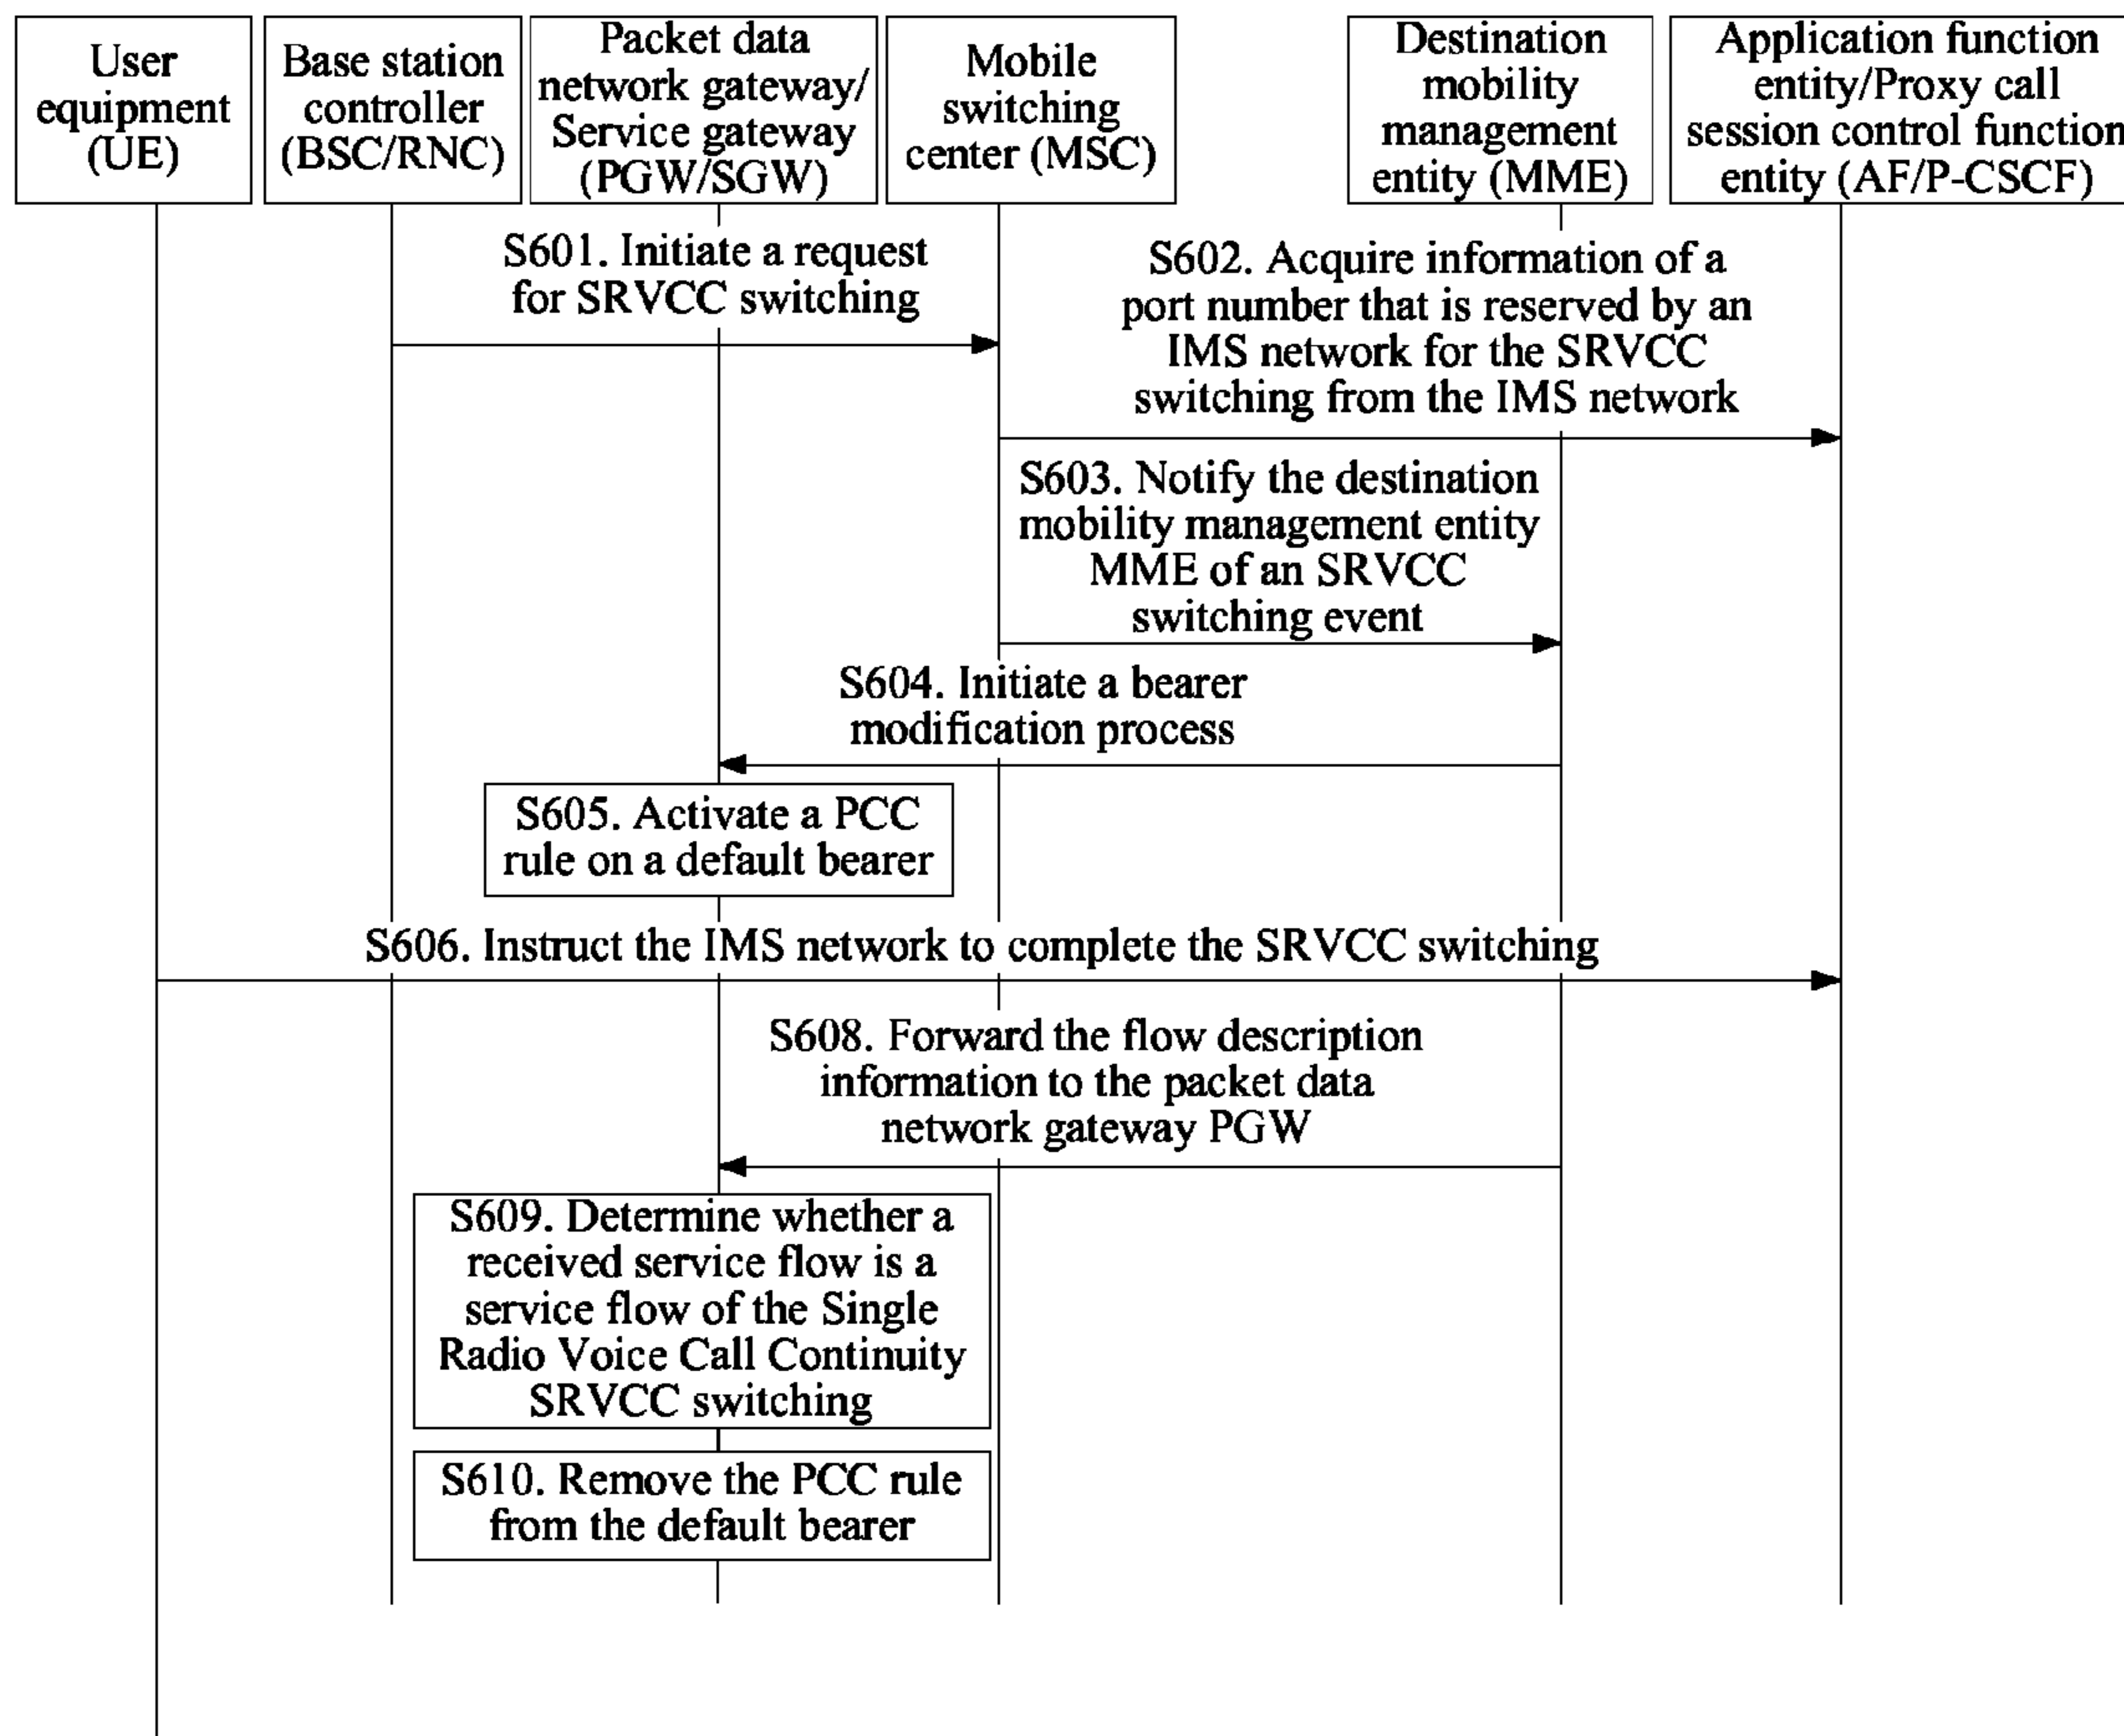 User
equipment
(UE)
Base station
controller
(BSC/RNC)
Packet data
network gateway/
Service gateway
(PGW/SGW)
Mobile
switching
center (MSC)
Destination
mobility
management
entity (MME)
Application function
entity/Proxy call
session control function
entity (AF/P-CSCF)
S601. Initiate a request
for SRVCC switching
S602. Acquire information of a
port number that is reserved by an
IMS network for the SRVCC
switching from the IMS network
S603. Notify the destination
mobility management entity
MME of an SRVCC
switching event
S604. Initiate a bearer
modification process
S605. Activate a PCC
rule on a default bearer
S606. Instruct the IMS network to complete the SRVCC switching
S608. Forward the flow description
information to the packet data
network gateway PGW
S609. Determine whether a
received service flow is a
service flow of the Single
Radio Voice Call Continuity
SRVCC switching
S610. Remove the PCC rule
from the default bearer